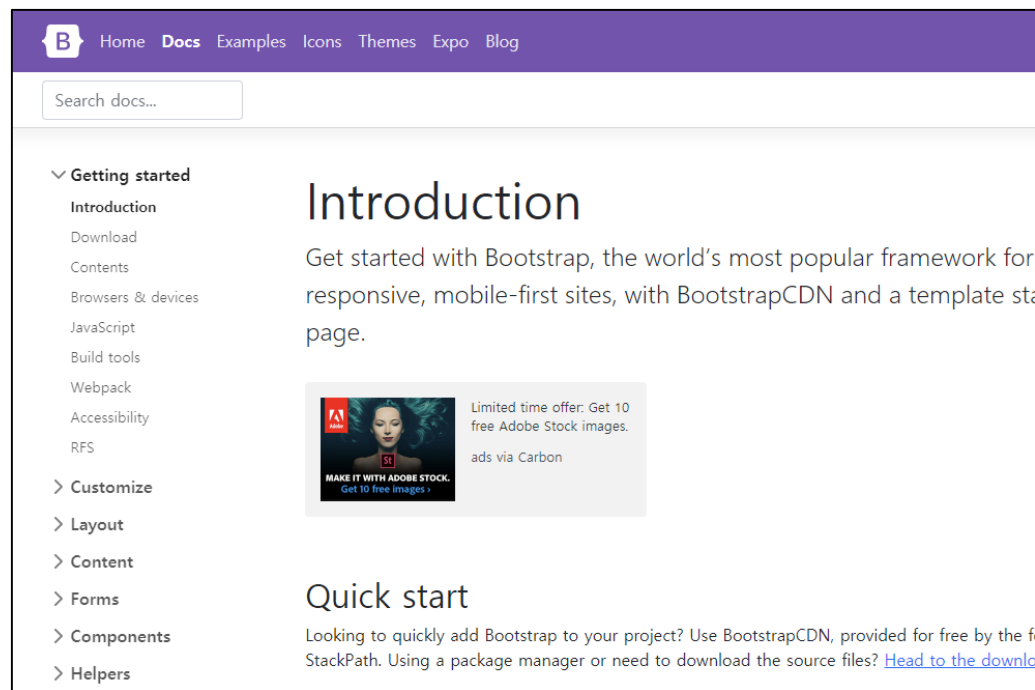 B Home Docs Examples Icons Themes Expo Blog
Search docs...
Getting started
Introduction
Download
Contents
Browsers & devices
JavaScript
Build tools
Webpack
Accessibility
RFS
Customize
Layout
Content
Forms
Components
Helpers
Introduction
Get started with Bootstrap, the world's most popular framework for
responsive, mobile-first sites, with BootstrapCDN and a template sta
page.
Adobe
St
MAKE IT WITH ADOBE STOCK.
Get 10 free images ›
Limited time offer: Get 10
free Adobe Stock images.
ads via Carbon
Quick start
Looking to quickly add Bootstrap to your project? Use BootstrapCDN, provided for free by the f
StackPath. Using a package manager or need to download the source files? Head to the downlo